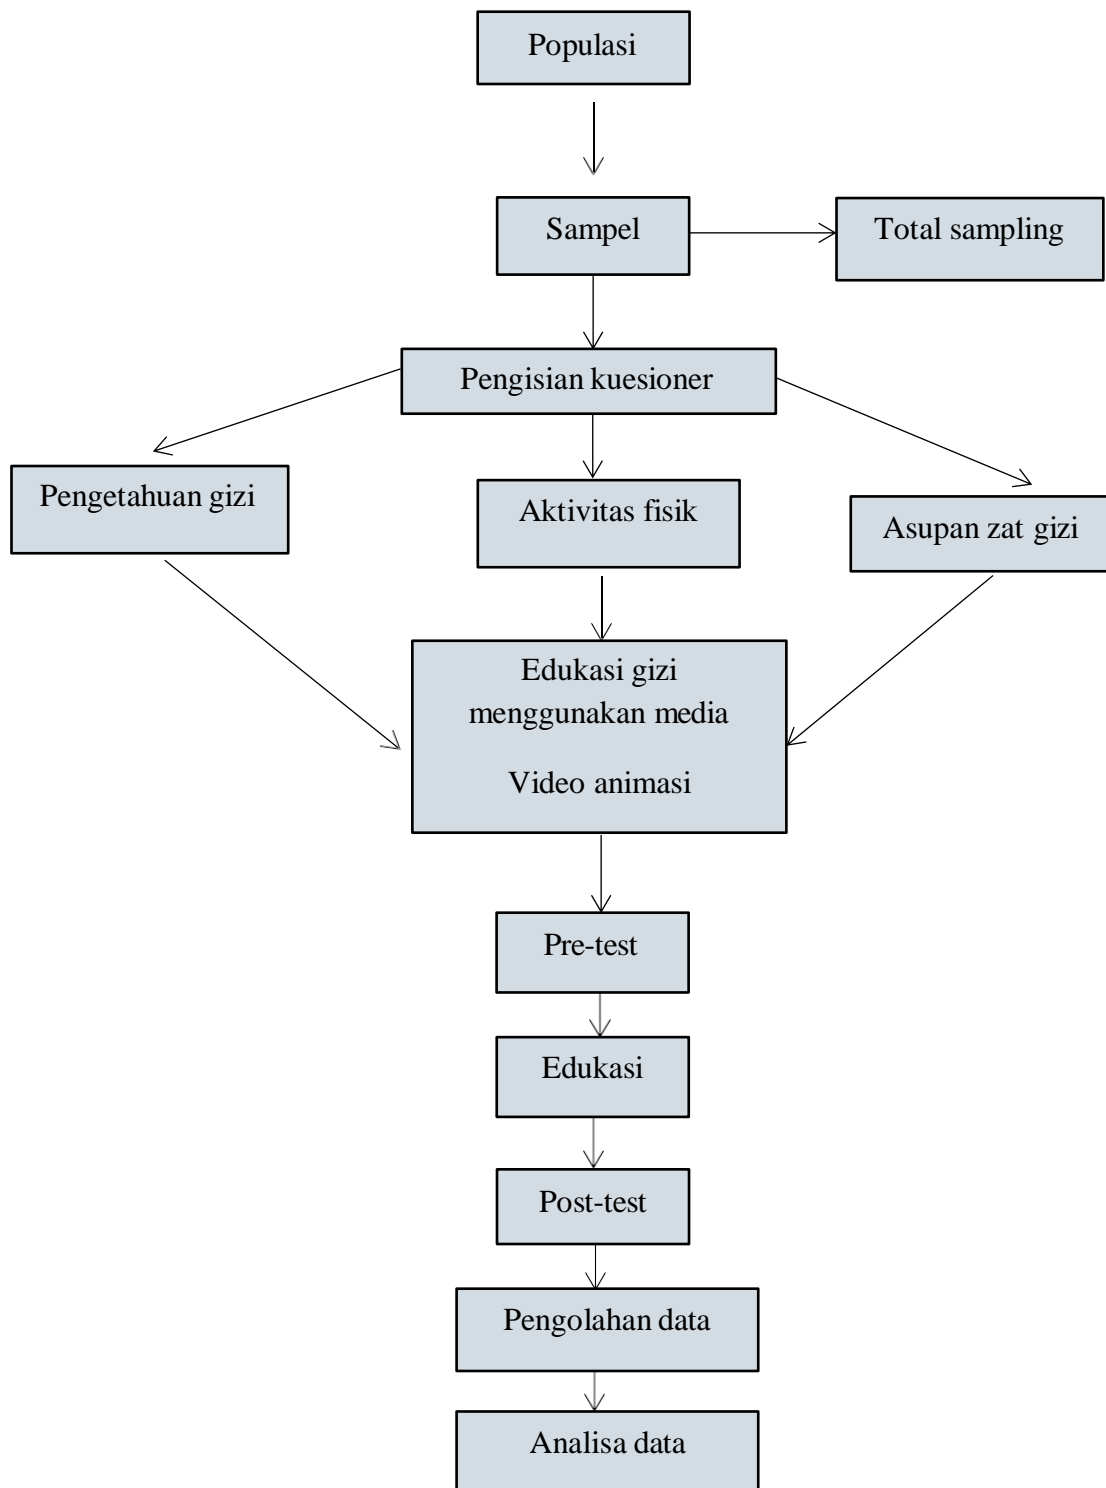 Populasi
Sampel
Total sampling
Pengisian kuesioner
Pengetahuan gizi
Aktivitas fisik
Asupan zat gizi
Edukasi gizi
menggunakan media
Video animasi
Pre-test
Edukasi
Post-test
Pengolahan data
Analisa data